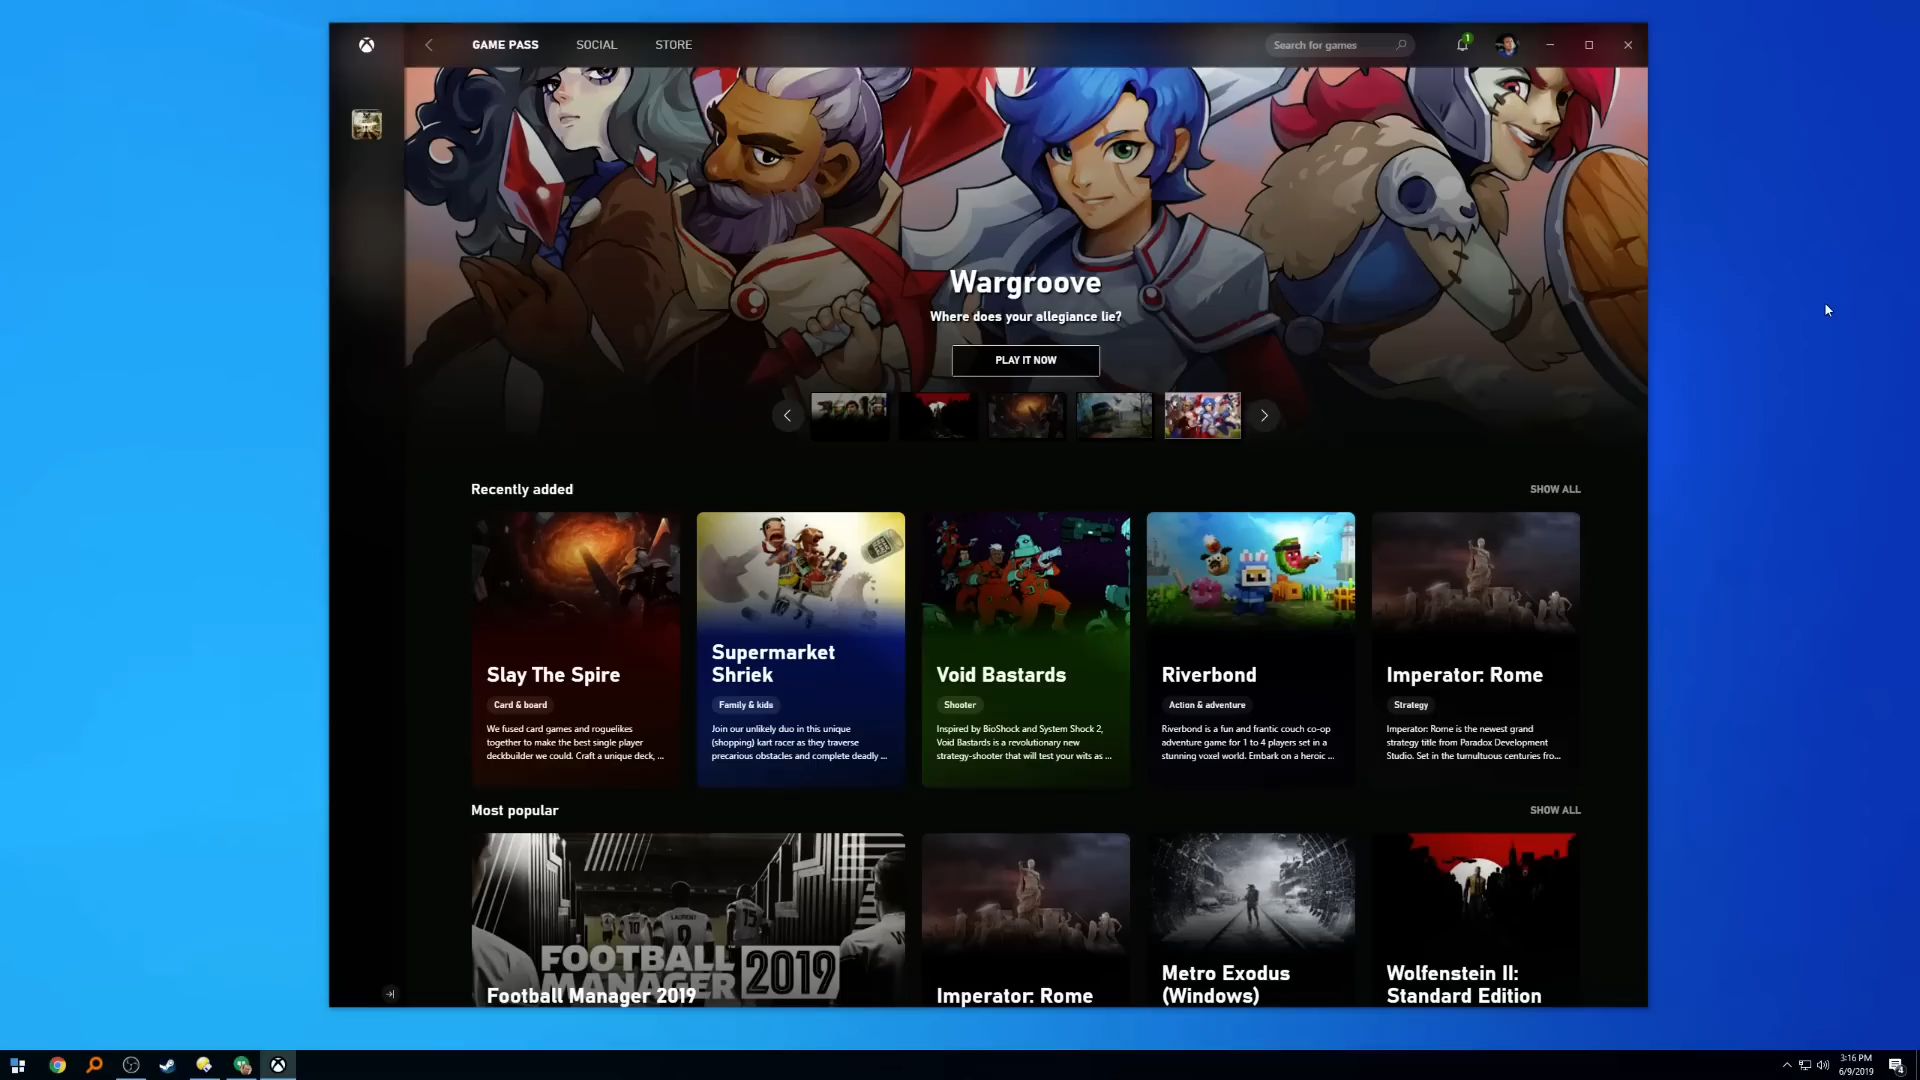 GAME PASS
SOCIAL
STORE
Search for games
1
Wargroove
Where does your allegiance lie?
PLAY IT NOW
Recently added
SHOW ALL
Slay The Spire
Card & board
We fused card games and roguelikes
together to make the best single player
deckbuilder we could. Craft a unique deck, ...
Supermarket
Shriek
Family & kids
Join our unlikely duo in this unique
(shopping) kart racer as they traverse
precarious obstacles and complete deadly ...
Void Bastards
Shooter
Inspired by BioShock and System Shock 2,
Void Bastards is a revolutionary new
strategy-shooter that will test your wits as ...
Riverbond
Action & adventure
Riverbond is a fun and frantic couch co-op
adventure game for 1 to 4 players set in a
stunning voxel world. Embark on a heroic ...
Imperator: Rome
Strategy
Imperator: Rome is the newest grand
strategy title from Paradox Development
Studio. Set in the tumultuous centuries fro...
Most popular
SHOW ALL
10
LAURENT
9
15
FOOTBALL
MANAGER
2019
Football Manager 2019
Imperator: Rome
Metro Exodus
(Windows)
Wolfenstein II:
Standard Edition
3:16 PM
6/9/2019
4